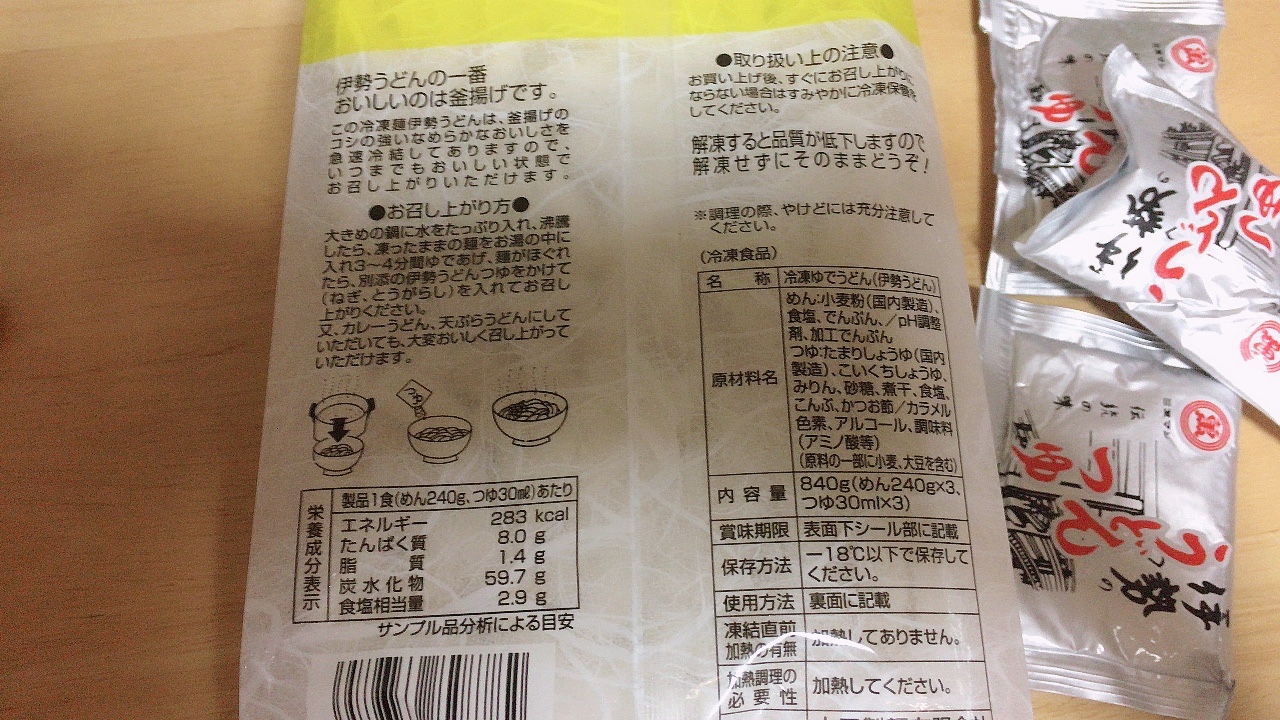 伊勢うどんの一番
おいしいのは釜揚げです。
この冷凍麺伊勢うどんは、釜揚げの
コシの強いなめらかなおいしさを
急速冷結してありますので、
いつまでもおいしい状態で
お召し上がりいただけます。
●お召し上がり方●
大きめの鍋に水をたっぷり入れ、沸騰
したら、凍ったままの麺をお湯の中に
入れ3〜4分間ゆであげ、麺がほぐれ
たら、別添の伊勢うどんつゆをかけて
(ねぎ、とうがらし)を入れてお召し
上がりください。
又、カレーうどん、天ぷらうどんにして
いただいても、大変おいしく召し上がって
いただけます。
栄養成分表示
製品1食(めん240g、つゆ30㎖)あたり
エネルギー 283 kcal
たんぱく質 8.0 g
脂質 1.4 g
炭水化物 59.7 g
食塩相当量 2.9 g
サンプル品分析による目安
●取り扱い上の注意●
お買い上げ後、すぐにお召し上がりに
ならない場合はすみやかに冷凍保管を
してください。
解凍すると品質が低下しますので
解凍せずにそのままどうぞ!
※調理の際、やけどには充分注意して
ください。
(冷凍食品)
名称 冷凍ゆでうどん(伊勢うどん)
原材料名
めん:小麦粉(国内製造)、
食塩、でんぷん、/pH調整
剤、加工でんぷん
つゆ:たまりしょうゆ(国内
製造)、こいくちしょうゆ、
みりん、砂糖、煮干、食塩、
こんぶ、かつお節/カラメル
色素、アルコール、調味料
(アミノ酸等)
(原料の一部に小麦、大豆を含む)
内容量 840g(めん240g×3、
つゆ30ml×3)
賞味期限 表面下シール部に記載
保存方法 −18℃以下で保存して
ください。
使用方法 裏面に記載
凍結直前
加熱の有無 加熱してありません。
加熱調理の
必要性 加熱してください。
伊勢の
うどん
つゆ
伝統の味
伊勢の
うどん
つゆ
うどん
つゆ